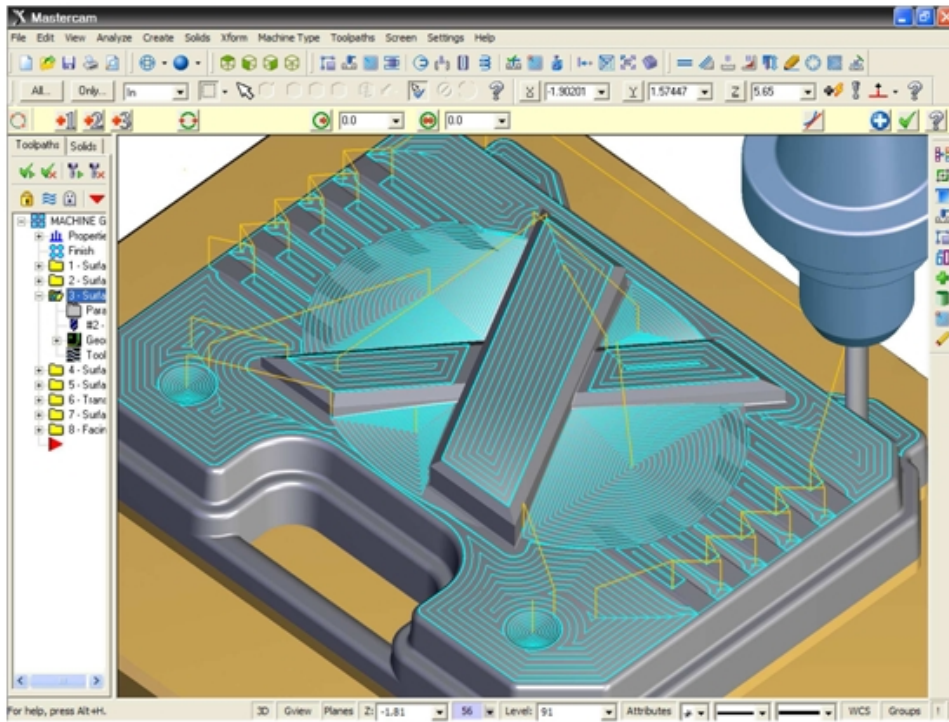 Mastercam
File Edit View Analyze Create Solids Xform Machine Type Toolpaths Screen Settings Help
All... Only... In X -1.90201 Y 1.57447 Z 5.65
+1 +2 +3 0.0 0.0
Toolpaths Solids
MACHINE G
Propertie
Finish
1 - Surfa
2 - Surfa
3 - Surfa
Para
#2 -
Geo
Tool
4 - Surfa
5 - Surfa
6 - Trans
7 - Surfa
8 - Facin
For help, press Alt+H. 3D Gview Planes Z: -1.81 56 Level: 91 Attributes WCS Groups